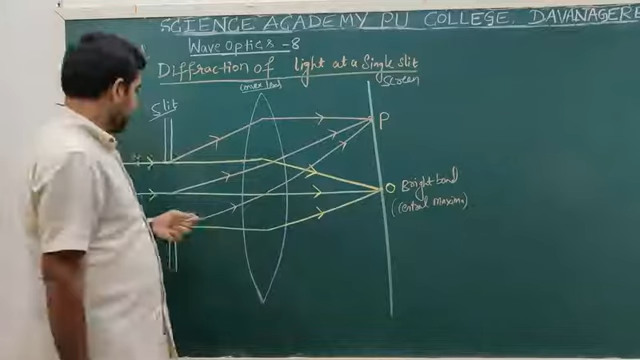 SCIENCE ACADEMY PU COLLEGE, DAVANAGERE
Wave Optics -8
Diffraction of light at a Single slit
(convex lens)
Screen
Slit
P
O Bright band
(Central maxima)